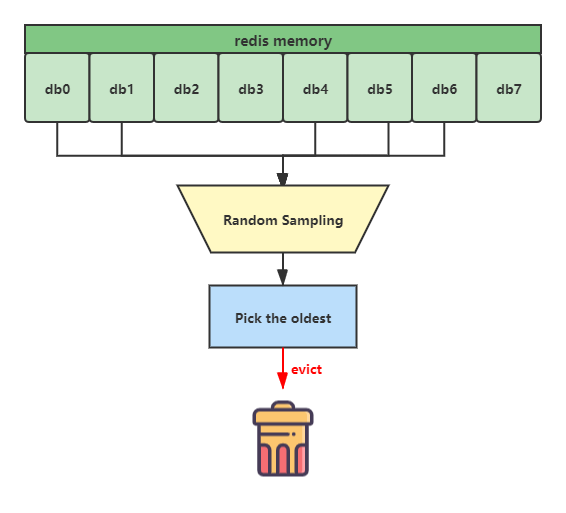 redis memory
db0 db1 db2 db3 db4 db5 db6 db7
Random Sampling
Pick the oldest
evict